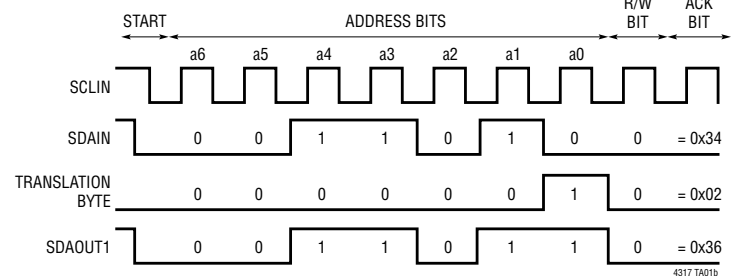 START ADDRESS BITS R/W BIT ACK BIT
a6 a5 a4 a3 a2 a1 a0
SCLIN
SDAIN 0 0 1 1 0 1 0 0 = 0x34
TRANSLATION BYTE 0 0 0 0 0 0 1 0 = 0x02
SDAOUT1 0 0 1 1 0 1 1 0 = 0x36
4317 TA01b